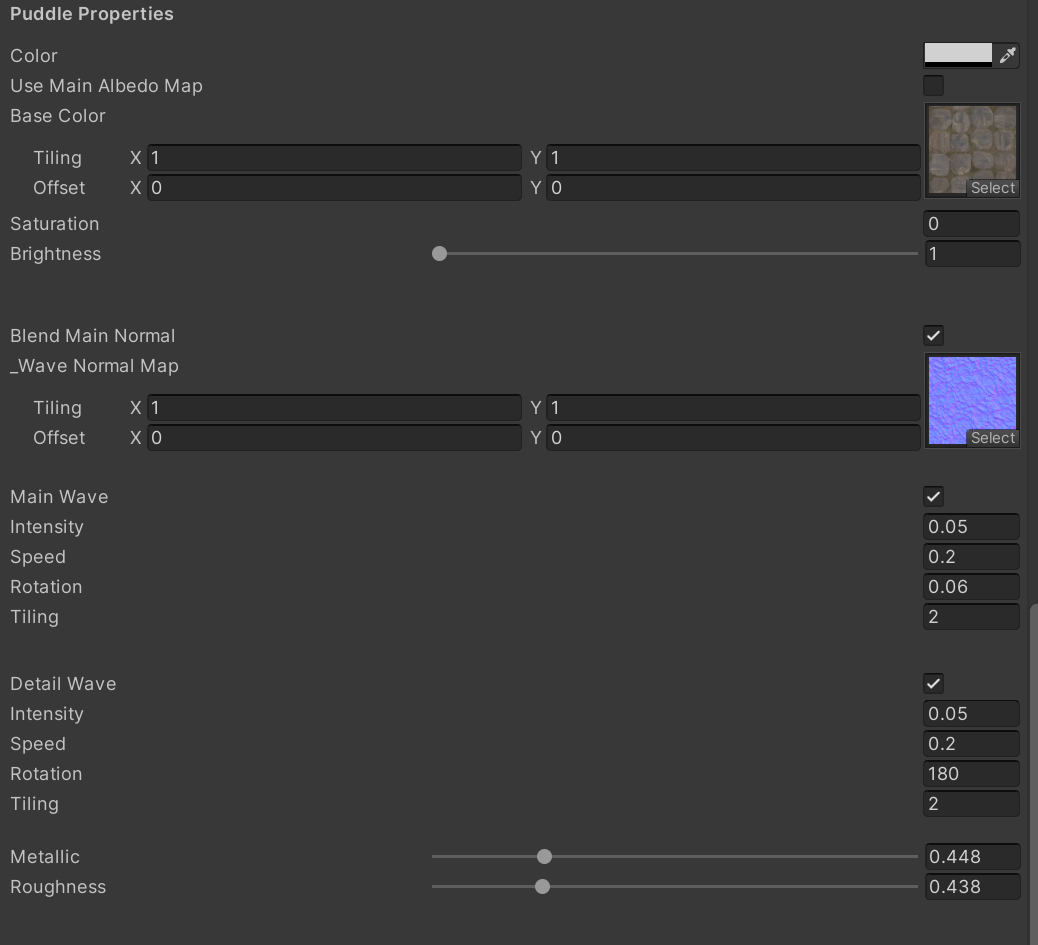 Puddle Properties
Color
Use Main Albedo Map
Base Color
Tiling X 1 Y 1
Offset X 0 Y 0
Select
Saturation 0
Brightness 1
Blend Main Normal
_Wave Normal Map
Tiling X 1 Y 1
Offset X 0 Y 0
Select
Main Wave
Intensity 0.05
Speed 0.2
Rotation 0.06
Tiling 2
Detail Wave
Intensity 0.05
Speed 0.2
Rotation 180
Tiling 2
Metallic 0.448
Roughness 0.438